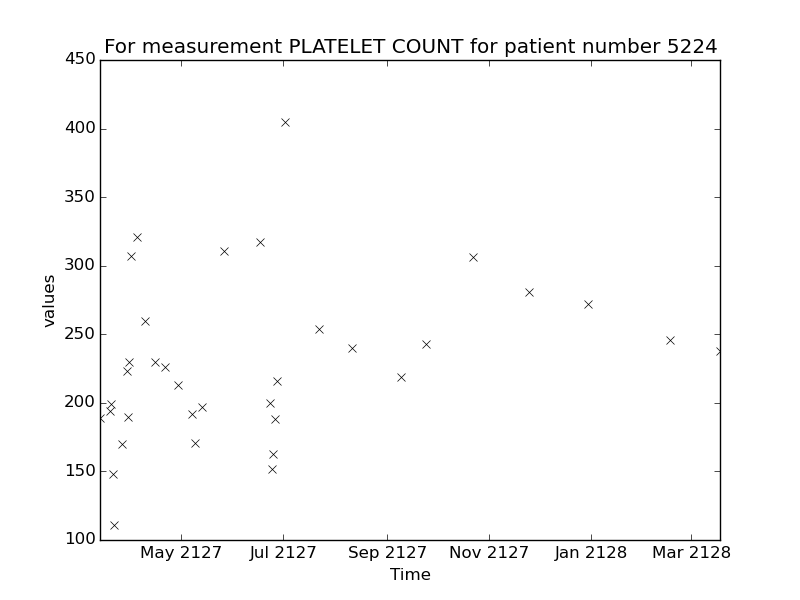 For measurement PLATELET COUNT for patient number 5224
450
400
350
300
250
200
150
100
values
May 2127 Jul 2127 Sep 2127 Nov 2127 Jan 2128 Mar 2128
Time